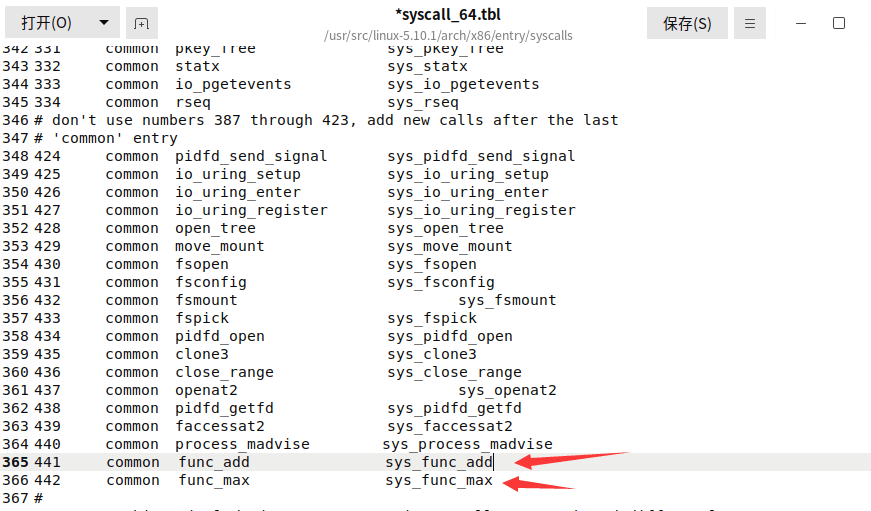 打开(O)
*syscall_64.tbl
/usr/src/linux-5.10.1/arch/x86/entry/syscalls
保存(S)
342 331 common pkey_free sys_pkey_free
343 332 common statx sys_statx
344 333 common io_pgetevents sys_io_pgetevents
345 334 common rseq sys_rseq
346 # don't use numbers 387 through 423, add new calls after the last
347 # 'common' entry
348 424 common pidfd_send_signal sys_pidfd_send_signal
349 425 common io_uring_setup sys_io_uring_setup
350 426 common io_uring_enter sys_io_uring_enter
351 427 common io_uring_register sys_io_uring_register
352 428 common open_tree sys_open_tree
353 429 common move_mount sys_move_mount
354 430 common fsopen sys_fsopen
355 431 common fsconfig sys_fsconfig
356 432 common fsmount sys_fsmount
357 433 common fspick sys_fspick
358 434 common pidfd_open sys_pidfd_open
359 435 common clone3 sys_clone3
360 436 common close_range sys_close_range
361 437 common openat2 sys_openat2
362 438 common pidfd_getfd sys_pidfd_getfd
363 439 common faccessat2 sys_faccessat2
364 440 common process_madvise sys_process_madvise
365 441 common func_add sys_func_add
366 442 common func_max sys_func_max
367 #